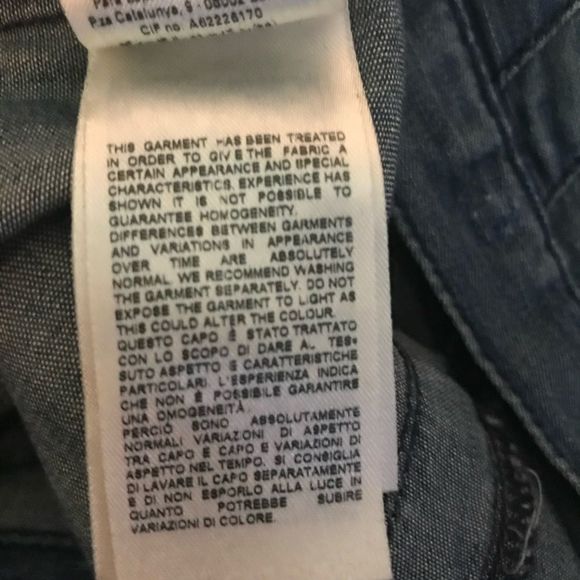 Pza Catalunya, 9 - 08002
CIF no. A62226170
THIS GARMENT HAS BEEN TREATED
IN ORDER TO GIVE THE FABRIC A
CERTAIN APPEARANCE AND SPECIAL
CHARACTERISTICS. EXPERIENCE HAS
SHOWN IT IS NOT POSSIBLE TO
GUARANTEE HOMOGENEITY.
DIFFERENCES BETWEEN GARMENTS
AND VARIATIONS IN APPEARANCE
OVER TIME ARE ABSOLUTELY
NORMAL. WE RECOMMEND WASHING
THE GARMENT SEPARATELY. DO NOT
EXPOSE THE GARMENT TO LIGHT AS
THIS COULD ALTER THE COLOUR.
QUESTO CAPO È STATO TRATTATO
CON LO SCOPO DI DARE AL TES-
SUTO ASPETTO E CARATTERISTICHE
PARTICOLARI. L'ESPERIENZA INDICA
CHE NON È POSSIBILE GARANTIRE
UNA OMOGENEITÀ.
PERCIÒ SONO ABSOLUTAMENTE
NORMALI VARIAZIONI DI ASPETTO
TRA CAPO E CAPO E VARIAZIONI DI
ASPETTO NEL TEMPO. SI CONSIGLIA
DI LAVARE IL CAPO SEPARATAMENTE
E DI NON ESPORLO ALLA LUCE IN
QUANTO POTREBBE SUBIRE
VARIAZIONI DI COLORE.